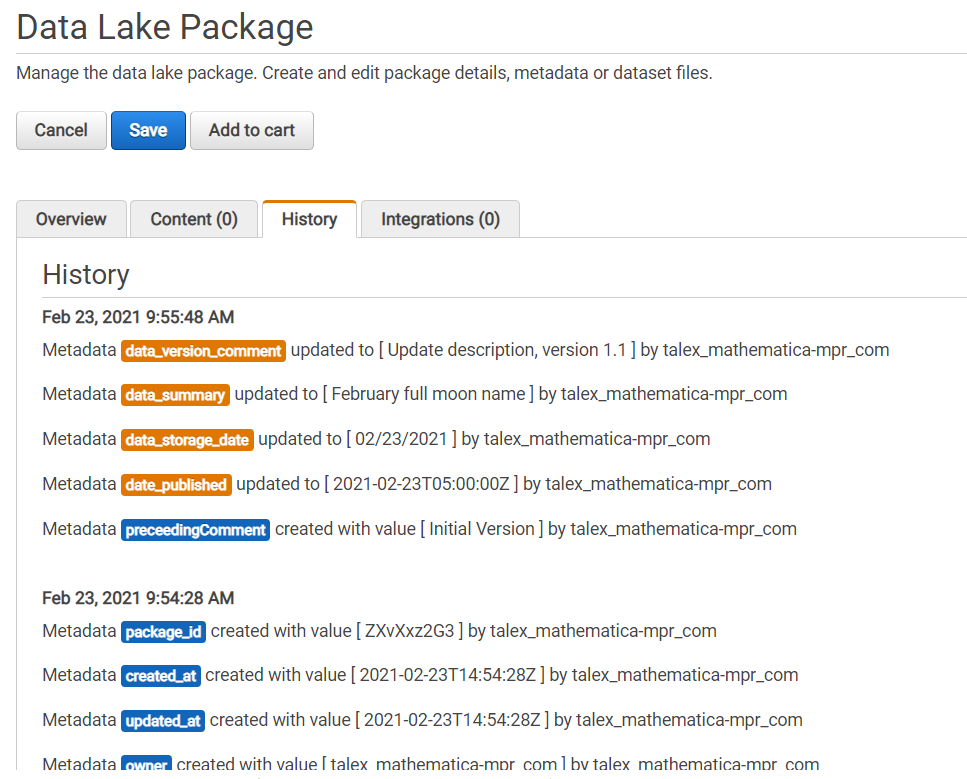 Data Lake Package
Manage the data lake package. Create and edit package details, metadata or dataset files.
Cancel Save Add to cart
Overview Content (0) History Integrations (0)
History
Feb 23, 2021 9:55:48 AM
Metadata data_version_comment updated to [ Update description, version 1.1 ] by talex_mathematica-mpr_com
Metadata data_summary updated to [ February full moon name ] by talex_mathematica-mpr_com
Metadata data_storage_date updated to [ 02/23/2021 ] by talex_mathematica-mpr_com
Metadata date_published updated to [ 2021-02-23T05:00:00Z ] by talex_mathematica-mpr_com
Metadata preceedingComment created with value [ Initial Version ] by talex_mathematica-mpr_com
Feb 23, 2021 9:54:28 AM
Metadata package_id created with value [ ZXvXxz2G3 ] by talex_mathematica-mpr_com
Metadata created_at created with value [ 2021-02-23T14:54:28Z ] by talex_mathematica-mpr_com
Metadata updated_at created with value [ 2021-02-23T14:54:28Z ] by talex_mathematica-mpr_com
Metadata owner created with value [ talex_mathematica-mpr_com ] by talex_mathematica-mpr_com